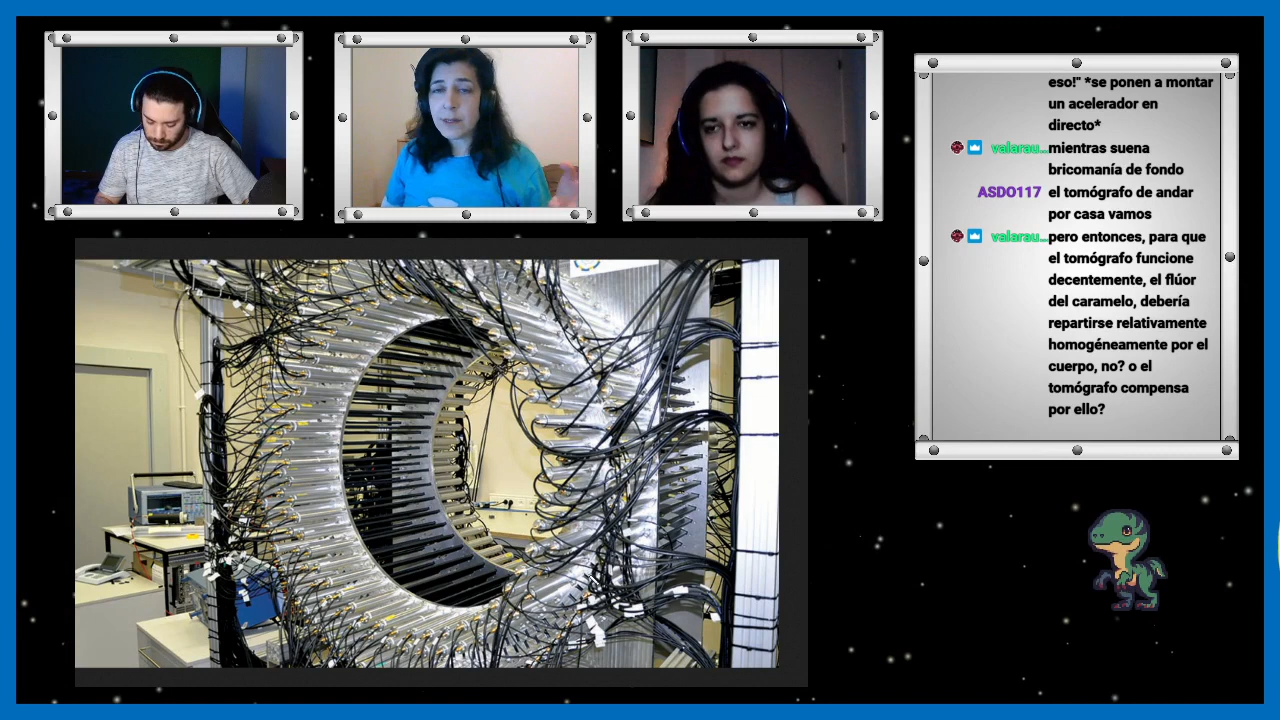 eso!" *se ponen a montar
un acelerador en
directo*
valarau... mientras suena
bricomanía de fondo
ASDO117 el tomógrafo de andar
por casa vamos
valarau... pero entonces, para que
el tomógrafo funcione
decentemente, el flúor
del caramelo, debería
repartirse relativamente
homogéneamente por el
cuerpo, no? o el
tomógrafo compensa
por ello?